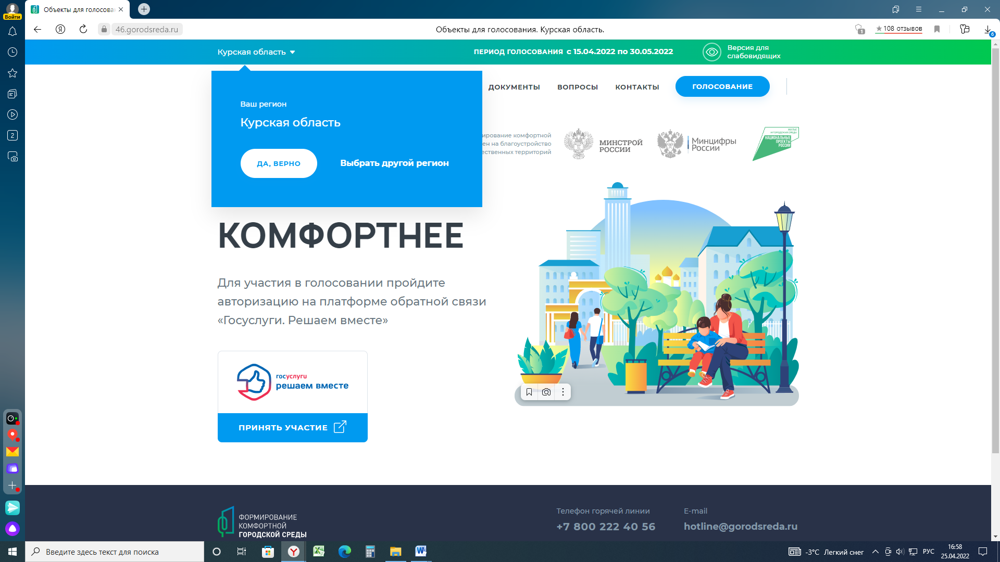 Войти
Объекты для голосова
46.gorodsreda.ru
Объекты для голосования. Курская область.
1
108 отзывов
6
Курская область
ПЕРИОД ГОЛОСОВАНИЯ с 15.04.2022 по 30.05.2022
Версия для
слабовидящих
ДОКУМЕНТЫ
ВОПРОСЫ
КОНТАКТЫ
ГОЛОСОВАНИЕ
Ваш регион
Курская область
ДА, ВЕРНО
Выбрать другой регион
ирование комфортной
ен на благоустройство
ественных территорий
МИНСТРОЙ
РОССИИ
Минцифры
России
ЖИЛЬЕ
И ГОРОДСКАЯ СРЕДА
НАЦИОНАЛЬНЫЕ
ПРОЕКТЫ
РОССИИ
2
КОМФОРТНЕЕ
Для участия в голосовании пройдите
авторизацию на платформе обратной связи
«Госуслуги. Решаем вместе»
госуслуги
решаем вместе
ПРИНЯТЬ УЧАСТИЕ
ФОРМИРОВАНИЕ
КОМФОРТНОЙ
ГОРОДСКОЙ СРЕДЫ
Телефон горячей линии
+7 800 222 40 56
E-mail
hotline@gorodsreda.ru
Введите здесь текст для поиска
-3°C Легкий снег
РУС
16:58
25.04.2022